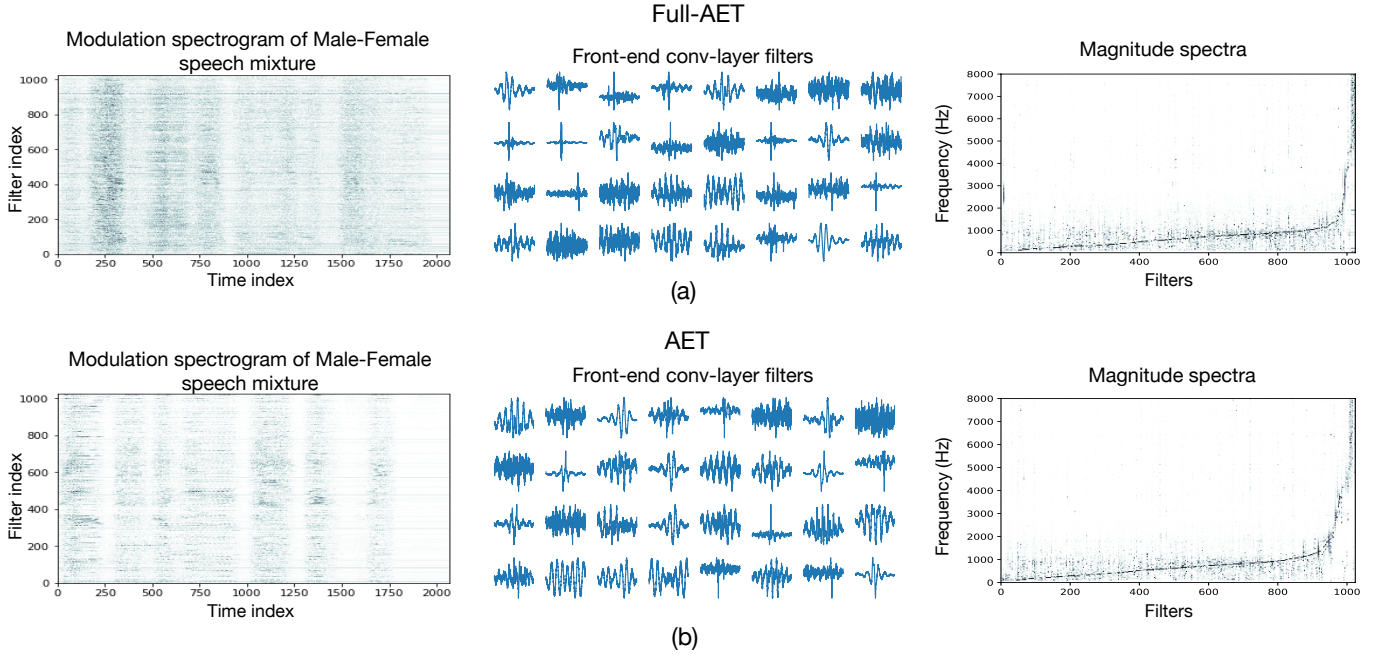 Full-AET
Modulation spectrogram of Male-Female
speech mixture
Front-end conv-layer filters
Magnitude spectra
Filter index
1000
800
600
400
200
0
0 250 500 750 1000 1250 1500 1750 2000
Time index
Frequency (Hz)
8000
7000
6000
5000
4000
3000
2000
1000
0
0 200 400 600 800 1000
Filters
(a)
AET
Modulation spectrogram of Male-Female
speech mixture
Front-end conv-layer filters
Magnitude spectra
Filter index
1000
800
600
400
200
0
0 250 500 750 1000 1250 1500 1750 2000
Time index
Frequency (Hz)
8000
7000
6000
5000
4000
3000
2000
1000
0
0 200 400 600 800 1000
Filters
(b)